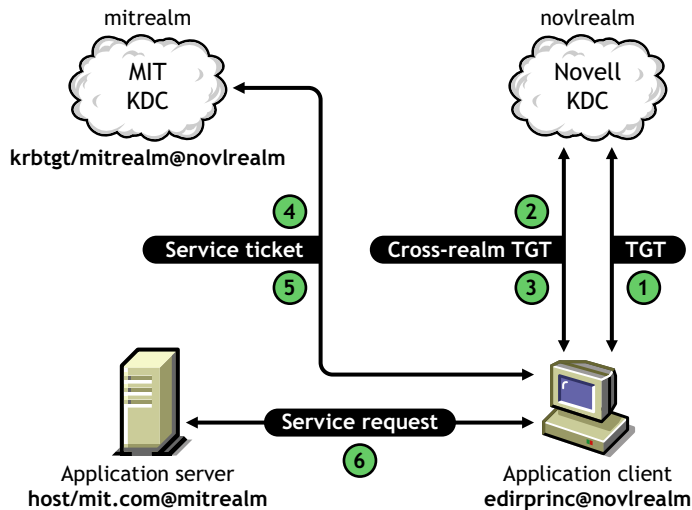 mitrealm
novlrealm
MIT
KDC
Novell
KDC
krbtgt/mitrealm@novlrealm
4
2
Service ticket
Cross-realm TGT
TGT
5
3
1
Service request
6
Application server
host/mit.com@mitrealm
Application client
edirprinc@novlrealm